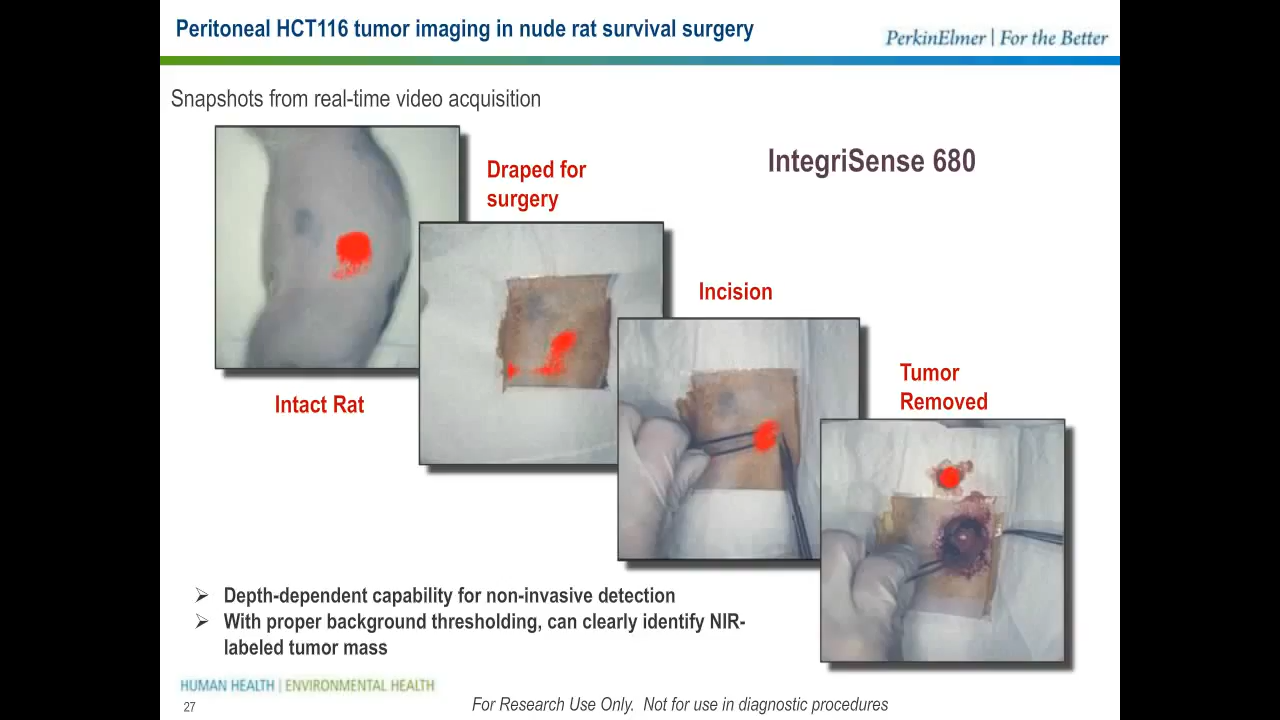 Peritoneal HCT116 tumor imaging in nude rat survival surgery
PerkinElmer | For the Better
Snapshots from real-time video acquisition
IntegriSense 680
Draped for
surgery
Incision
Tumor
Removed
Intact Rat
➢ Depth-dependent capability for non-invasive detection
➢ With proper background thresholding, can clearly identify NIR-
labeled tumor mass
HUMAN HEALTH | ENVIRONMENTAL HEALTH
27
For Research Use Only. Not for use in diagnostic procedures